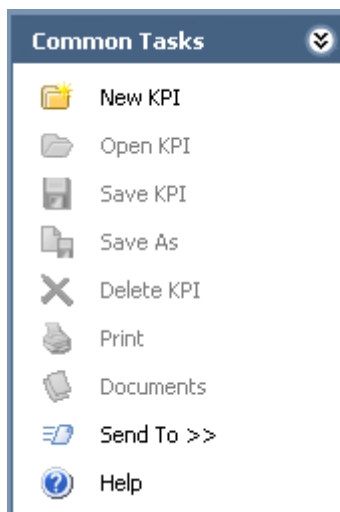 Common Tasks
New KPI
Open KPI
Save KPI
Save As
Delete KPI
Print
Documents
Send To >>
Help